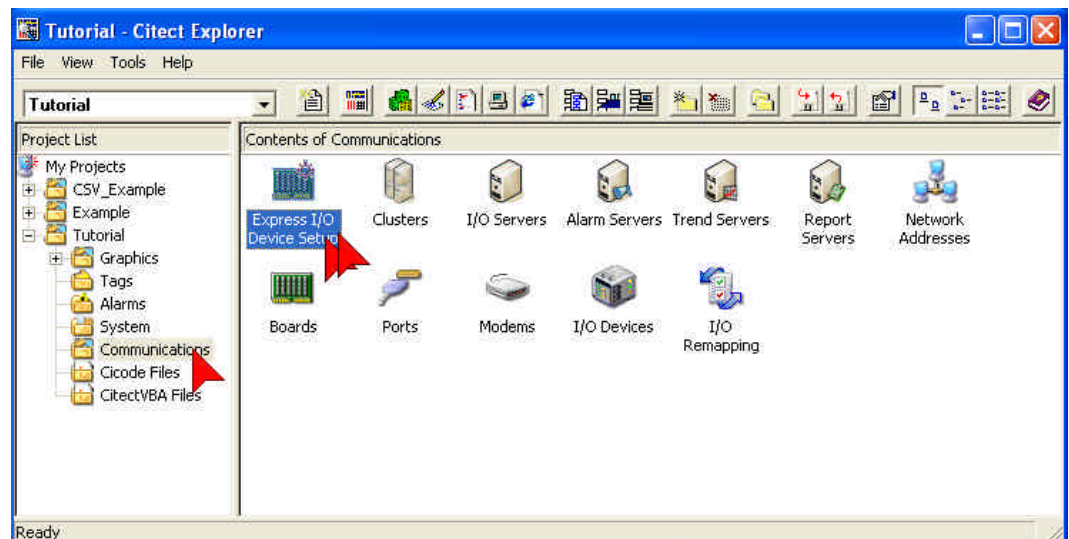 Tutorial - Citect Explorer
File View Tools Help
Tutorial
Project List
Contents of Communications
My Projects
CSV_Example
Example
Tutorial
Graphics
Tags
Alarms
System
Communications
Cicode Files
CitectVBA Files
Express I/O
Device Setup
Clusters
I/O Servers
Alarm Servers
Trend Servers
Report
Servers
Network
Addresses
Boards
Ports
Modems
I/O Devices
I/O
Remapping
Ready